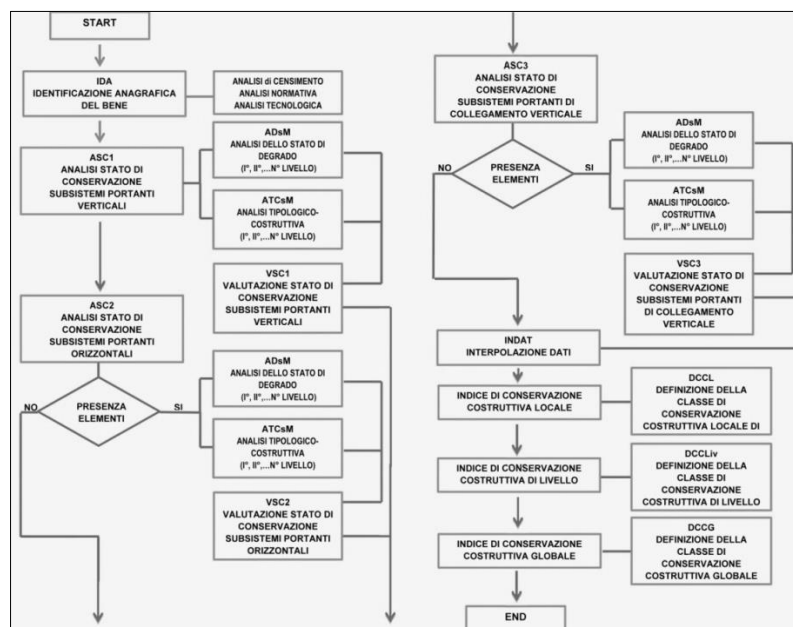 START
IDA
IDENTIFICAZIONE ANAGRAFICA
DEL BENE
ANALISI di CENSIMENTO
ANALISI NORMATIVA
ANALISI TECNOLOGICA
ASC1
ANALISI STATO DI
CONSERVAZIONE
SUBSISTEMI PORTANTI
VERTICALI
ADsM
ANALISI DELLO STATO DI
DEGRADO
(I°, II°,...N° LIVELLO)
ATCsM
ANALISI TIPOLOGICO-
COSTRUTTIVA
(I°, II°,...N° LIVELLO)
VSC1
VALUTAZIONE STATO DI
CONSERVAZIONE
SUBSISTEMI PORTANTI
VERTICALI
ASC2
ANALISI STATO DI
CONSERVAZIONE
SUBSISTEMI PORTANTI
ORIZZONTALI
NO
PRESENZA
ELEMENTI
SI
ADsM
ANALISI DELLO STATO DI
DEGRADO
(I°, II°,...N° LIVELLO)
ATCsM
ANALISI TIPOLOGICO-
COSTRUTTIVA
(I°, II°,...N° LIVELLO)
VSC2
VALUTAZIONE STATO DI
CONSERVAZIONE
SUBSISTEMI PORTANTI
ORIZZONTALI
ASC3
ANALISI STATO DI
CONSERVAZIONE
SUBSISTEMI PORTANTI DI
COLLEGAMENTO VERTICALE
NO
PRESENZA
ELEMENTI
SI
ADsM
ANALISI DELLO STATO DI
DEGRADO
(I°, II°,...N° LIVELLO)
ATCsM
ANALISI TIPOLOGICO-
COSTRUTTIVA
(I°, II°,...N° LIVELLO)
VSC3
VALUTAZIONE STATO DI
CONSERVAZIONE
SUBSISTEMI PORTANTI
DI COLLEGAMENTO
VERTICALE
INDAT
INTERPOLAZIONE DATI
INDICE DI CONSERVAZIONE
COSTRUTTIVA LOCALE
DCCL
DEFINIZIONE DELLA
CLASSE DI
CONSERVAZIONE
COSTRUTTIVA LOCALE DI
INDICE DI CONSERVAZIONE
COSTRUTTIVA DI LIVELLO
DCCLiv
DEFINIZIONE DELLA
CLASSE DI
CONSERVAZIONE
COSTRUTTIVA DI LIVELLO
INDICE DI CONSERVAZIONE
COSTRUTTIVA GLOBALE
DCCG
DEFINIZIONE DELLA
CLASSE DI
CONSERVAZIONE
COSTRUTTIVA GLOBALE
END